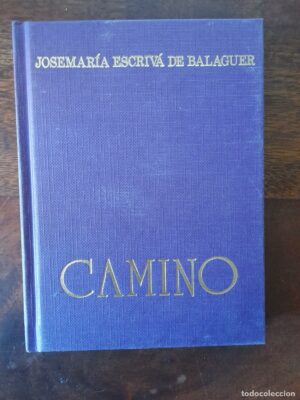 JOSEMARÍA ESCRIVÁ DE BALAGUER
CAMINO
todocoleccion